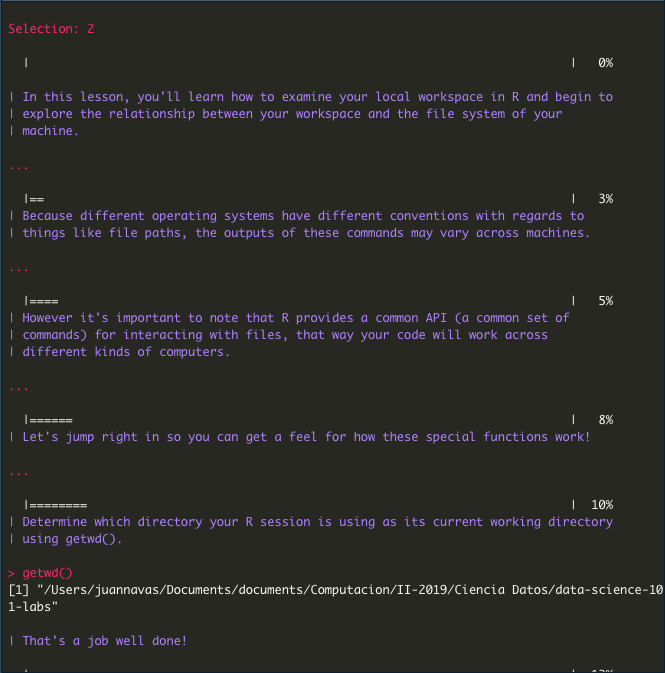 Selection: 2
| | 0%
| In this lesson, you'll learn how to examine your local workspace in R and begin to
| explore the relationship between your workspace and the file system of your
| machine.
...
|== | 3%
| Because different operating systems have different conventions with regards to
| things like file paths, the outputs of these commands may vary across machines.
...
|==== | 5%
| However it's important to note that R provides a common API (a common set of
| commands) for interacting with files, that way your code will work across
| different kinds of computers.
...
|====== | 8%
| Let's jump right in so you can get a feel for how these special functions work!
...
|======== | 10%
| Determine which directory your R session is using as its current working directory
| using getwd().
> getwd()
[1] "/Users/juannavas/Documents/documents/Computacion/II-2019/Ciencia Datos/data-science-10
1-labs"
| That's a job well done!